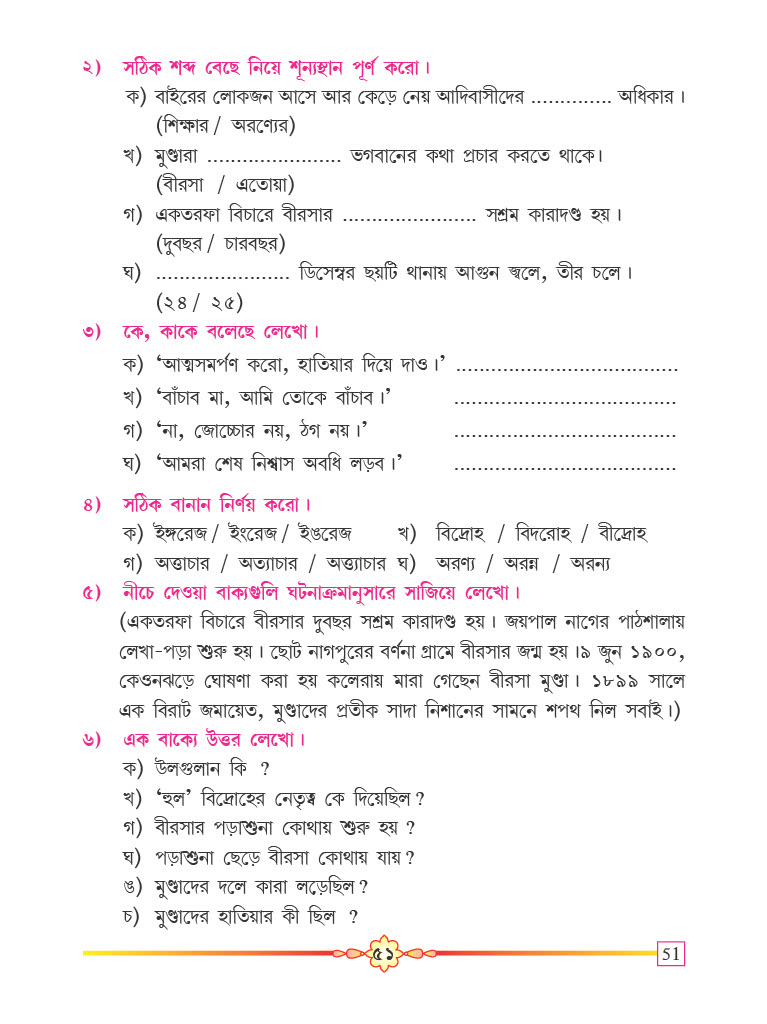 ২) সঠিক শব্দ বেছে নিয়ে শূন্যস্থান পূর্ণ করো।
ক) বাইরের লোকজন আসে আর কেড়ে নেয় আদিবাসীদের .............. অধিকার।
(শিক্ষার / অরণ্যের)
খ) মুণ্ডারা ....................... ভগবানের কথা প্রচার করতে থাকে।
(বীরসা / এতোয়া)
গ) একতরফা বিচারে বীরসার ....................... সশ্রম কারাদণ্ড হয়।
(দুবছর / চারবছর)
ঘ) ....................... ডিসেম্বর ছয়টি থানায় আগুন জ্বলে, তীর চলে।
(২৪ / ২৫)
৩) কে, কাকে বলেছে লেখো।
ক) ‘আত্মসমর্পণ করো, হাতিয়ার দিয়ে দাও।’ ......................................
খ) ‘বাঁচাব মা, আমি তোকে বাঁচাব।’ ......................................
গ) ‘না, জোচ্চোর নয়, ঠগ নয়।’ ......................................
ঘ) ‘আমরা শেষ নিশ্বাস অবধি লড়ব।’ ......................................
৪) সঠিক বানান নির্ণয় করো।
ক) ইঙ্গরেজ / ইংরেজ / ইঙরেজ খ) বিদ্রোহ / বিদরোহ / বীদ্রোহ
গ) অত্তাচার / অত্যাচার / অত্ত্যাচার ঘ) অরণ্য / অরন্ন / অরন্য
৫) নীচে দেওয়া বাক্যগুলি ঘটনাক্রমানুসারে সাজিয়ে লেখো।
(একতরফা বিচারে বীরসার দুবছর সশ্রম কারাদণ্ড হয়। জয়পাল নাগের পাঠশালায়
লেখা-পড়া শুরু হয়। ছোট নাগপুরের বর্ণনা গ্রামে বীরসার জন্ম হয়।৯ জুন ১৯০০,
কেওনঝড়ে ঘোষণা করা হয় কলেরায় মারা গেছেন বীরসা মুণ্ডা। ১৮৯৯ সালে
এক বিরাট জমায়েত, মুণ্ডাদের প্রতীক সাদা নিশানের সামনে শপথ নিল সবাই।)
৬) এক বাক্যে উত্তর লেখো।
ক) উলগুলান কি ?
খ) ‘হুল’ বিদ্রোহের নেতৃত্ব কে দিয়েছিল ?
গ) বীরসার পড়াশুনা কোথায় শুরু হয় ?
ঘ) পড়াশুনা ছেড়ে বীরসা কোথায় যায় ?
ঙ) মুণ্ডাদের দলে কারা লড়েছিল ?
চ) মুণ্ডাদের হাতিয়ার কী ছিল ?
৫১
51